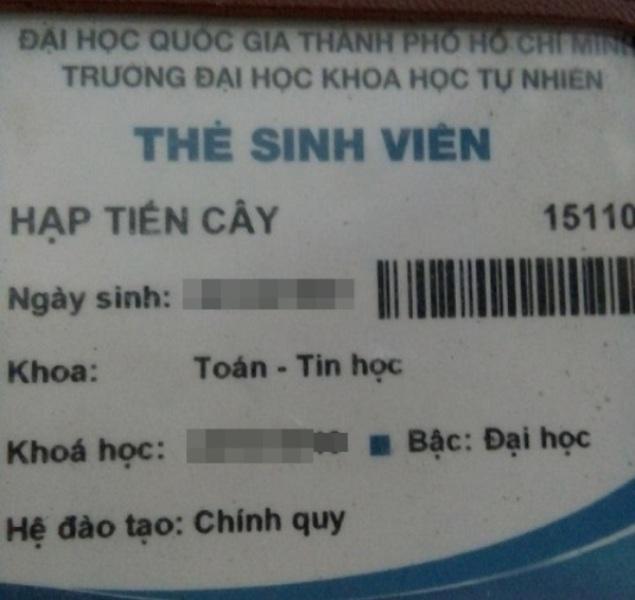 ĐẠI HỌC QUỐC GIA THÀNH PHỐ HỒ CHÍ MINH
TRƯỜNG ĐẠI HỌC KHOA HỌC TỰ NHIÊN
THẺ SINH VIÊN
HẠP TIẾN CÂY 15110
Ngày sinh:
Khoa: Toán - Tin học
Khoá học: Bậc: Đại học
Hệ đào tạo: Chính quy